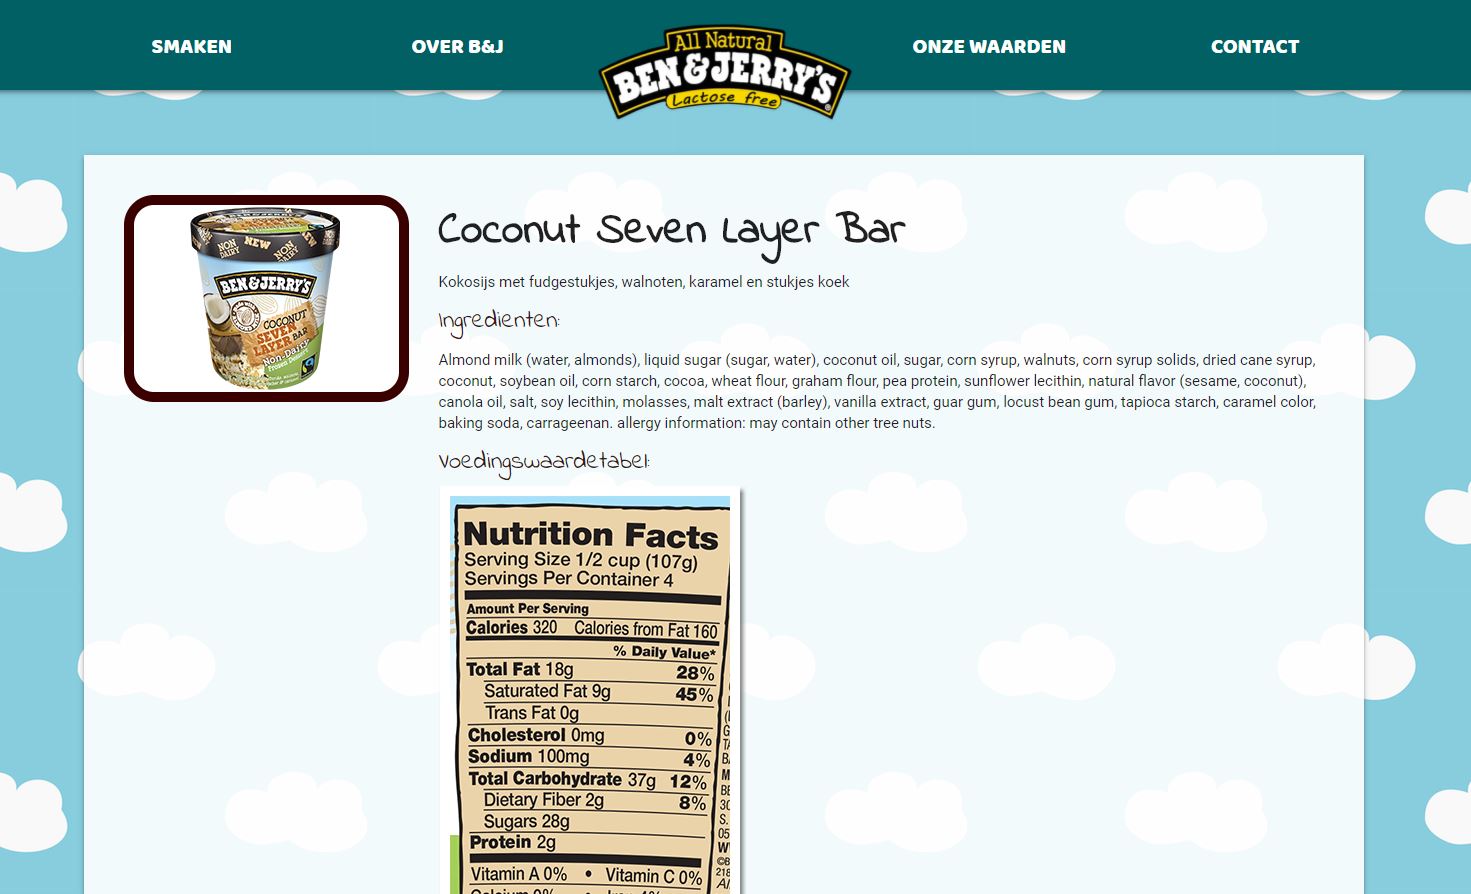 SMAKEN
OVER B&J
All Natural
BEN & JERRY'S
Lactose free
ONZE WAARDEN
CONTACT
NON DAIRY
NEW
NON DAIRY
BEN & JERRY'S
COCONUT
SEVEN
LAYER BAR
Non-Dairy
Frozen Dessert
Coconut Seven Layer Bar
Kokosijs met fudgestukjes, walnoten, karamel en stukjes koek
Ingredienten:
Almond milk (water, almonds), liquid sugar (sugar, water), coconut oil, sugar, corn syrup, walnuts, corn syrup solids, dried cane syrup,
coconut, soybean oil, corn starch, cocoa, wheat flour, graham flour, pea protein, sunflower lecithin, natural flavor (sesame, coconut),
canola oil, salt, soy lecithin, molasses, malt extract (barley), vanilla extract, guar gum, locust bean gum, tapioca starch, caramel color,
baking soda, carrageenan. allergy information: may contain other tree nuts.
Voedingswaardetabel:
Nutrition Facts
Serving Size 1/2 cup (107g)
Servings Per Container 4
Amount Per Serving
Calories 320 Calories from Fat 160
% Daily Value*
Total Fat 18g 28%
Saturated Fat 9g 45%
Trans Fat 0g
Cholesterol 0mg 0%
Sodium 100mg 4%
Total Carbohydrate 37g 12%
Dietary Fiber 2g 8%
Sugars 28g
Protein 2g
Vitamin A 0% • Vitamin C 0%